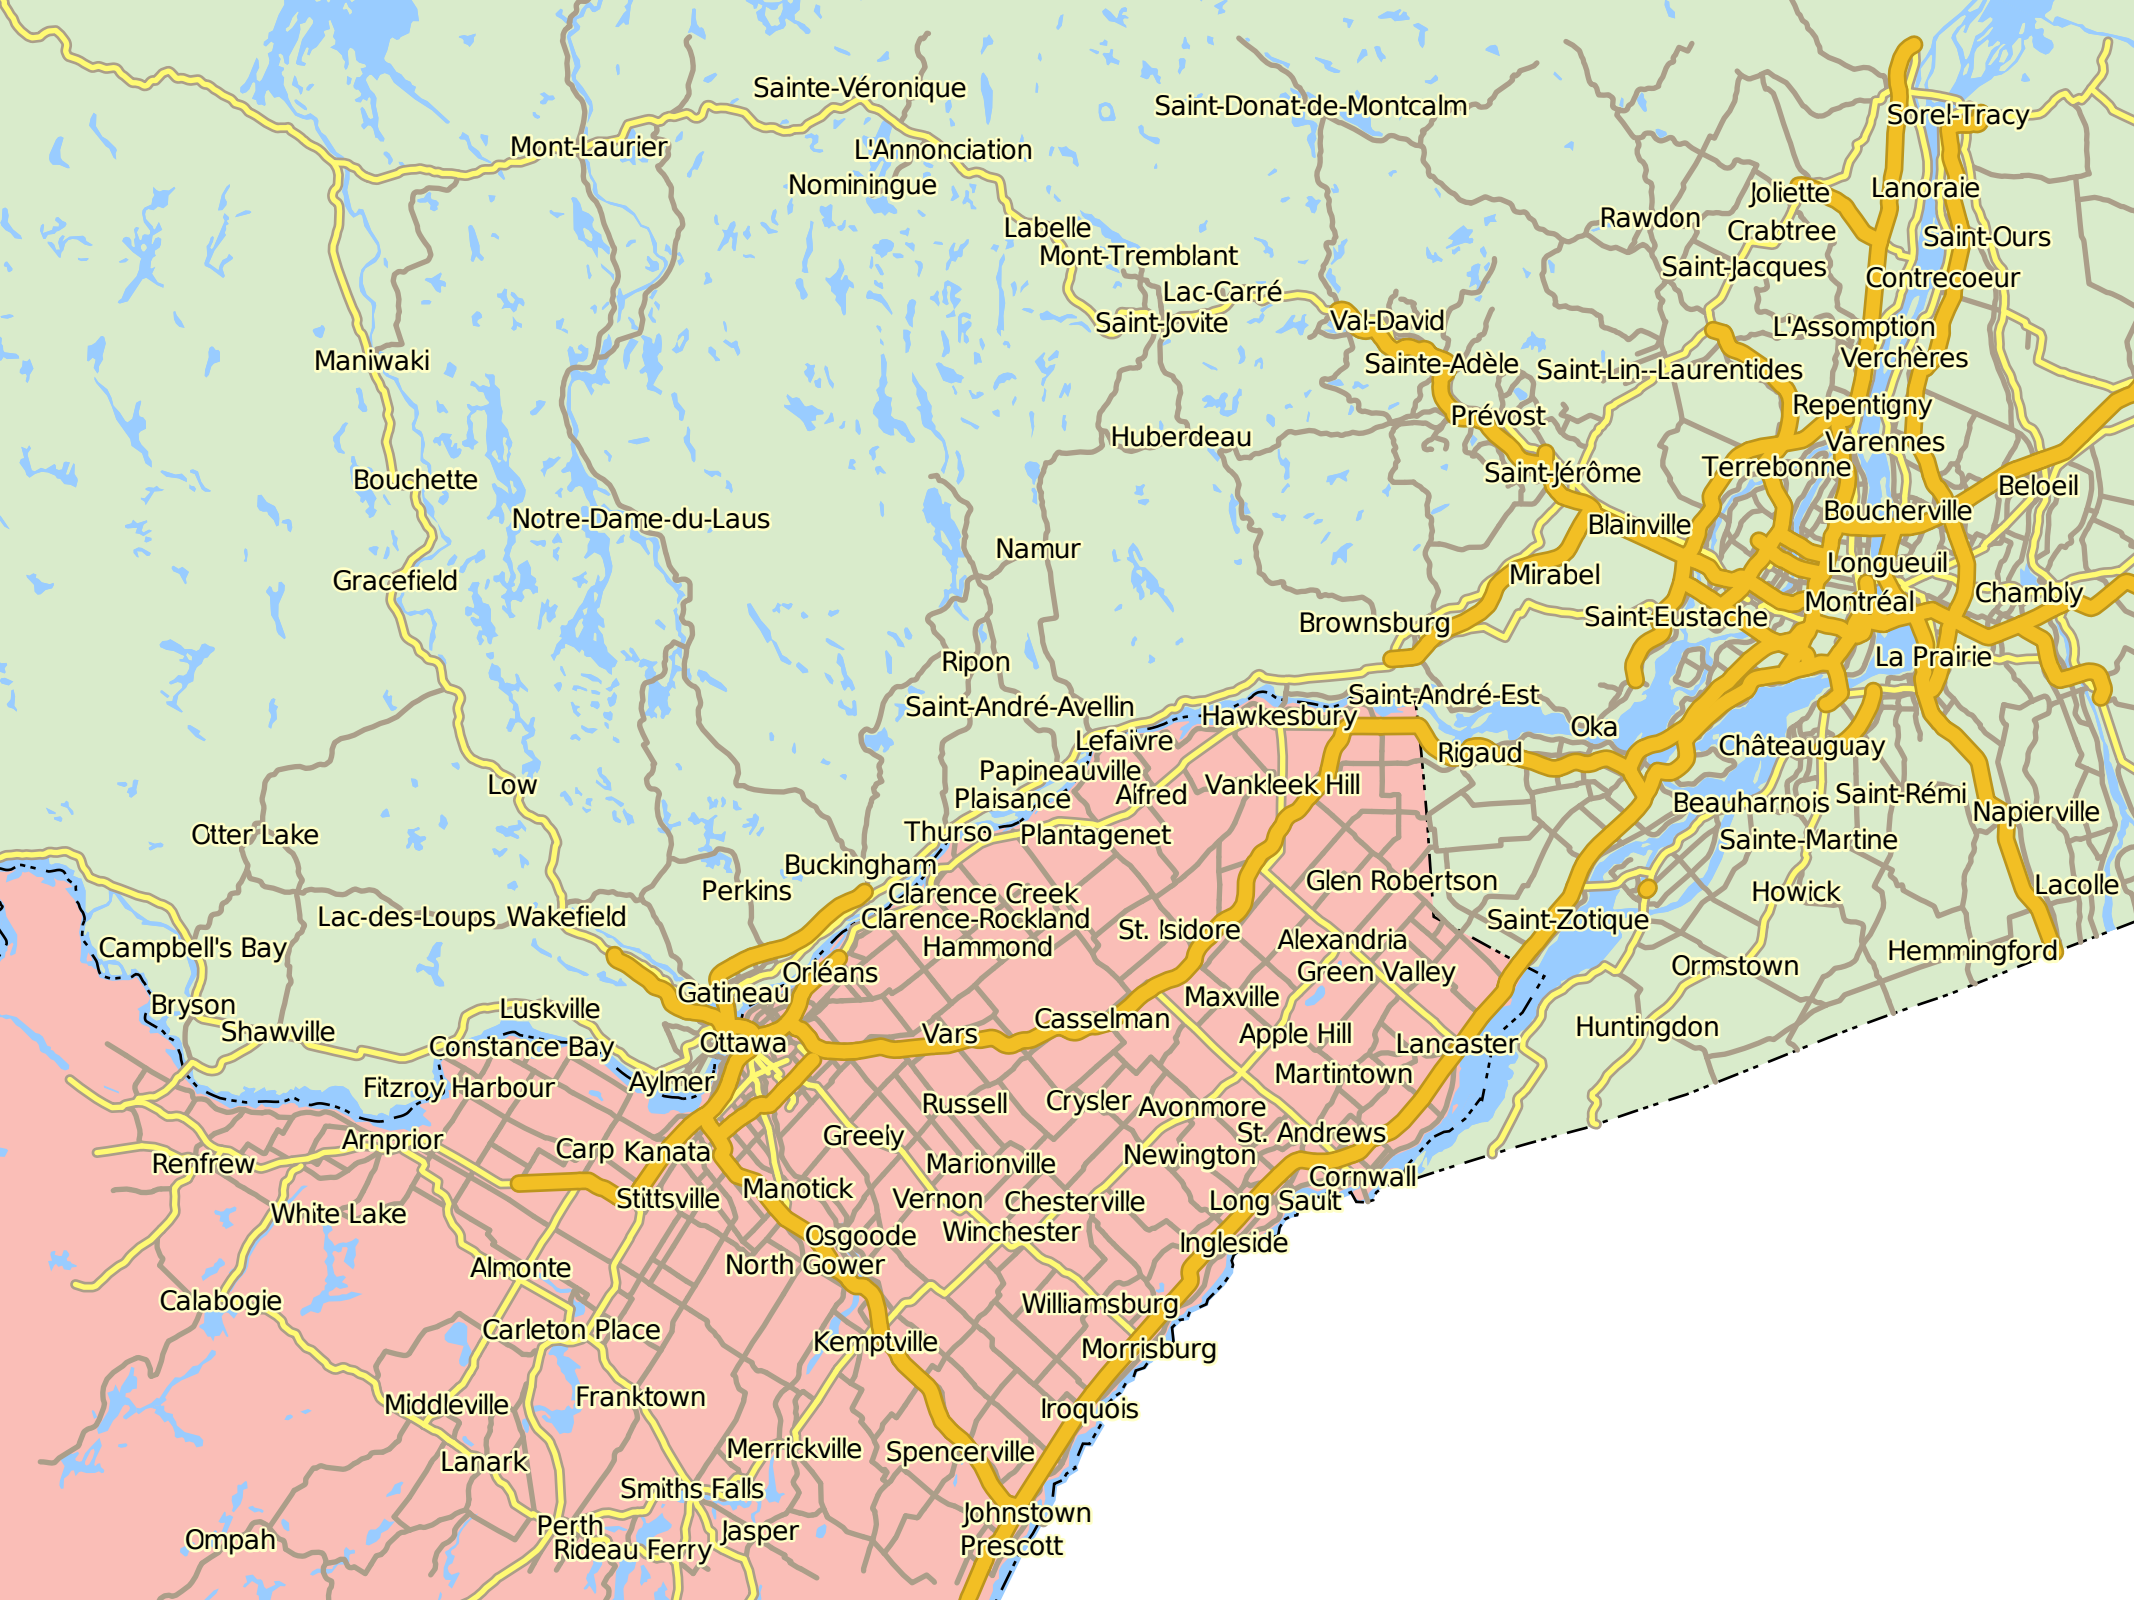 Sainte-Véronique
Saint-Donat-de-Montcalm
Sorel-Tracy
Mont-Laurier
L'Annonciation
Nominingue
Joliette
Lanoraie
Rawdon
Labelle
Crabtree
Saint-Ours
Mont-Tremblant
Saint-Jacques
Contrecoeur
Lac-Carré
Saint-Jovite
Val-David
L'Assomption
Maniwaki
Sainte-Adèle
Saint-Lin--Laurentides
Verchères
Prévost
Repentigny
Huberdeau
Varennes
Bouchette
Saint-Jérôme
Terrebonne
Beloeil
Notre-Dame-du-Laus
Blainville
Boucherville
Namur
Longueuil
Gracefield
Mirabel
Montréal
Chambly
Brownsburg
Saint-Eustache
Ripon
La Prairie
Saint-André-Avellin
Saint-André-Est
Hawkesbury
Oka
Lefaivre
Rigaud
Châteauguay
Papineauville
Low
Plaisance
Alfred
Vankleek Hill
Beauharnois
Saint-Rémi
Napierville
Otter Lake
Thurso
Plantagenet
Sainte-Martine
Buckingham
Perkins
Clarence Creek
Glen Robertson
Howick
Lacolle
Lac-des-Loups
Wakefield
Clarence-Rockland
St. Isidore
Saint-Zotique
Campbell's Bay
Hammond
Alexandria
Hemmingford
Orléans
Green Valley
Ormstown
Gatineau
Bryson
Luskville
Maxville
Shawville
Ottawa
Vars
Casselman
Apple Hill
Lancaster
Huntingdon
Constance Bay
Fitzroy Harbour
Aylmer
Martintown
Russell
Crysler
Avonmore
Arnprior
Greely
St. Andrews
Renfrew
Carp
Kanata
Marionville
Newington
Cornwall
Stittsville
Manotick
Vernon
Chesterville
Long Sault
White Lake
Osgoode
Winchester
Ingleside
Almonte
North Gower
Calabogie
Williamsburg
Carleton Place
Kemptville
Morrisburg
Middleville
Franktown
Iroquois
Lanark
Merrickville
Spencerville
Smiths Falls
Johnstown
Perth
Jasper
Ompah
Rideau Ferry
Prescott